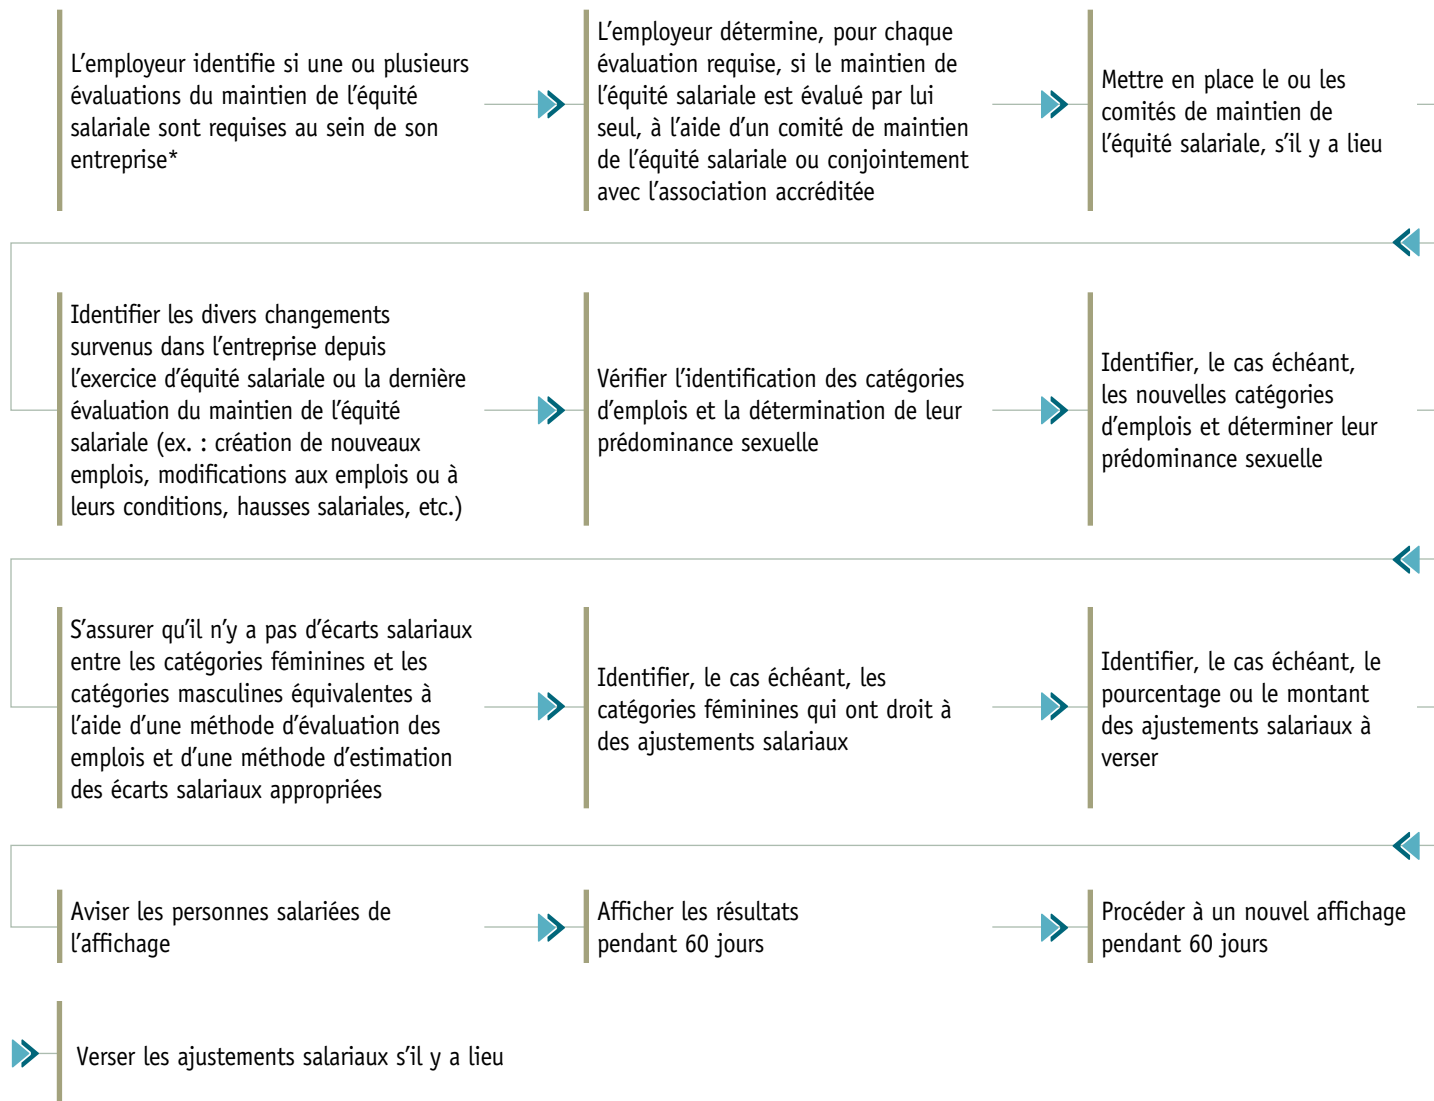 L’employeur identifie si une ou plusieurs
évaluations du maintien de l’équité
salariale sont requises au sein de son
entreprise*
L’employeur détermine, pour chaque
évaluation requise, si le maintien de
l’équité salariale est évalué par lui
seul, à l’aide d’un comité de maintien
de l’équité salariale ou conjointement
avec l’association accréditée
Mettre en place le ou les
comités de maintien de
l’équité salariale, s’il y a lieu
Identifier les divers changements
survenus dans l’entreprise depuis
l’exercice d’équité salariale ou la dernière
évaluation du maintien de l’équité
salariale (ex. : création de nouveaux
emplois, modifications aux emplois ou à
leurs conditions, hausses salariales, etc.)
Vérifier l’identification des catégories
d’emplois et la détermination de leur
prédominance sexuelle
Identifier, le cas échéant,
les nouvelles catégories
d’emplois et déterminer leur
prédominance sexuelle
S’assurer qu’il n’y a pas d’écarts salariaux
entre les catégories féminines et les
catégories masculines équivalentes à
l’aide d’une méthode d’évaluation des
emplois et d’une méthode d’estimation
des écarts salariaux appropriées
Identifier, le cas échéant, les
catégories féminines qui ont droit à
des ajustements salariaux
Identifier, le cas échéant, le
pourcentage ou le montant
des ajustements salariaux à
verser
Aviser les personnes salariées de
l’affichage
Afficher les résultats
pendant 60 jours
Procéder à un nouvel affichage
pendant 60 jours
Verser les ajustements salariaux s’il y a lieu